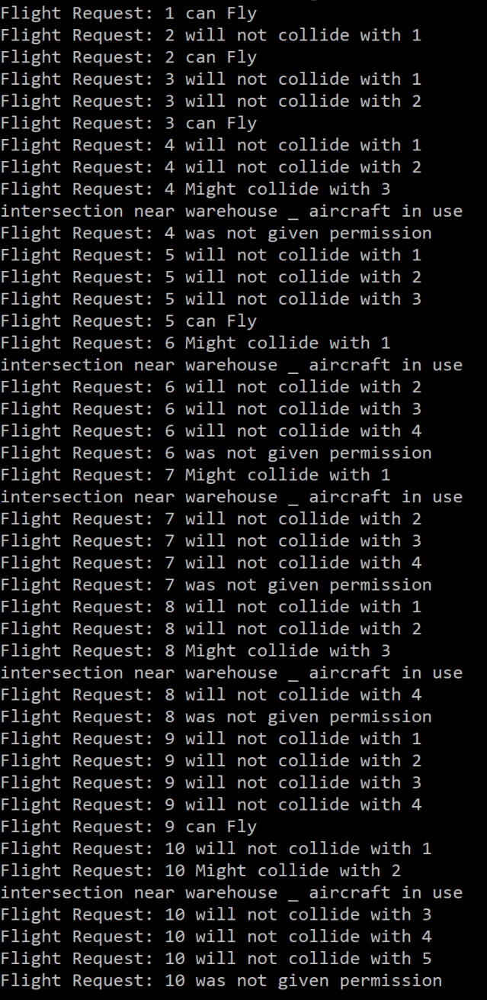 Flight Request: 1 can Fly
Flight Request: 2 will not collide with 1
Flight Request: 2 can Fly
Flight Request: 3 will not collide with 1
Flight Request: 3 will not collide with 2
Flight Request: 3 can Fly
Flight Request: 4 will not collide with 1
Flight Request: 4 will not collide with 2
Flight Request: 4 Might collide with 3
intersection near warehouse _ aircraft in use
Flight Request: 4 was not given permission
Flight Request: 5 will not collide with 1
Flight Request: 5 will not collide with 2
Flight Request: 5 will not collide with 3
Flight Request: 5 can Fly
Flight Request: 6 Might collide with 1
intersection near warehouse _ aircraft in use
Flight Request: 6 will not collide with 2
Flight Request: 6 will not collide with 3
Flight Request: 6 will not collide with 4
Flight Request: 6 was not given permission
Flight Request: 7 Might collide with 1
intersection near warehouse _ aircraft in use
Flight Request: 7 will not collide with 2
Flight Request: 7 will not collide with 3
Flight Request: 7 will not collide with 4
Flight Request: 7 was not given permission
Flight Request: 8 will not collide with 1
Flight Request: 8 will not collide with 2
Flight Request: 8 Might collide with 3
intersection near warehouse _ aircraft in use
Flight Request: 8 will not collide with 4
Flight Request: 8 was not given permission
Flight Request: 9 will not collide with 1
Flight Request: 9 will not collide with 2
Flight Request: 9 will not collide with 3
Flight Request: 9 will not collide with 4
Flight Request: 9 can Fly
Flight Request: 10 will not collide with 1
Flight Request: 10 Might collide with 2
intersection near warehouse _ aircraft in use
Flight Request: 10 will not collide with 3
Flight Request: 10 will not collide with 4
Flight Request: 10 will not collide with 5
Flight Request: 10 was not given permission